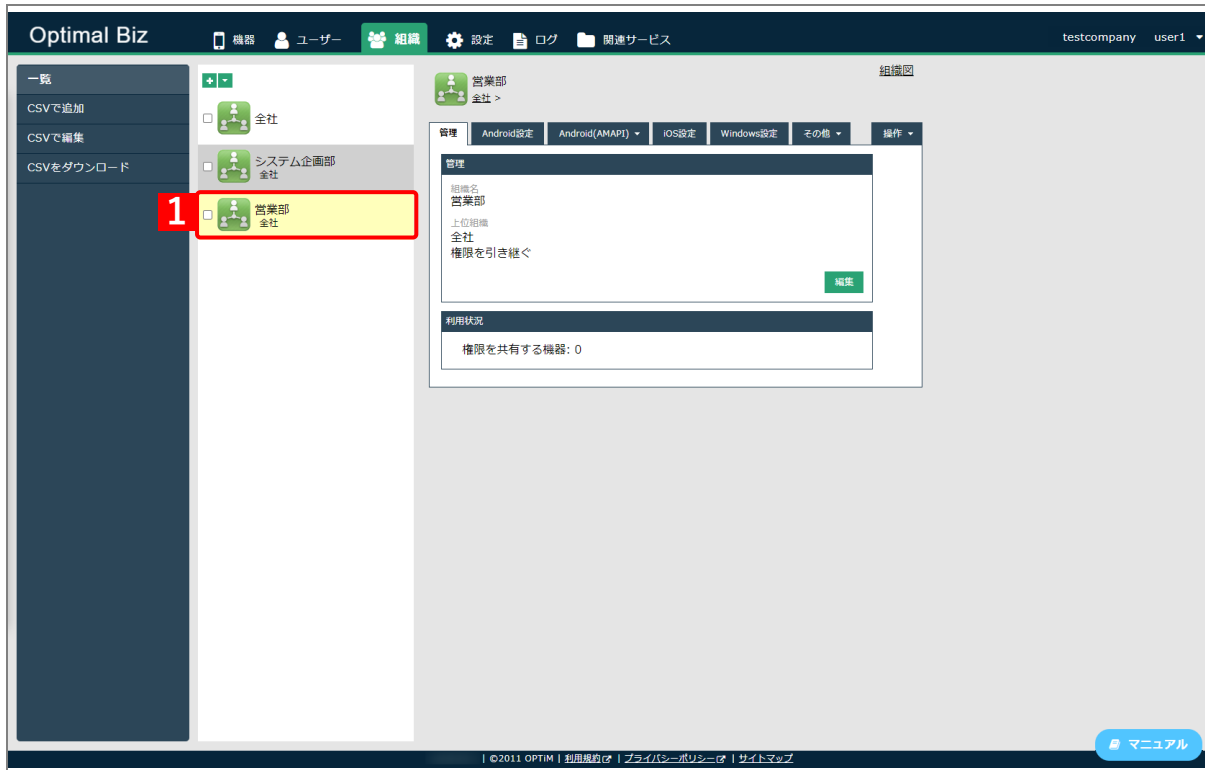 Optimal Biz
機器
ユーザー
組織
設定
ログ
関連サービス
testcompany
user1
一覧
CSVで追加
CSVで編集
CSVをダウンロード
全社
システム企画部
全社
1
営業部
全社
営業部
全社 >
組織図
管理
Android設定
Android(AMAPI)
iOS設定
Windows設定
その他
操作
管理
組織名
営業部
上位組織
全社
権限を引き継ぐ
編集
利用状況
権限を共有する機器: 0
マニュアル
| ©2011 OPTiM | 利用規約 | プライバシーポリシー | サイトマップ